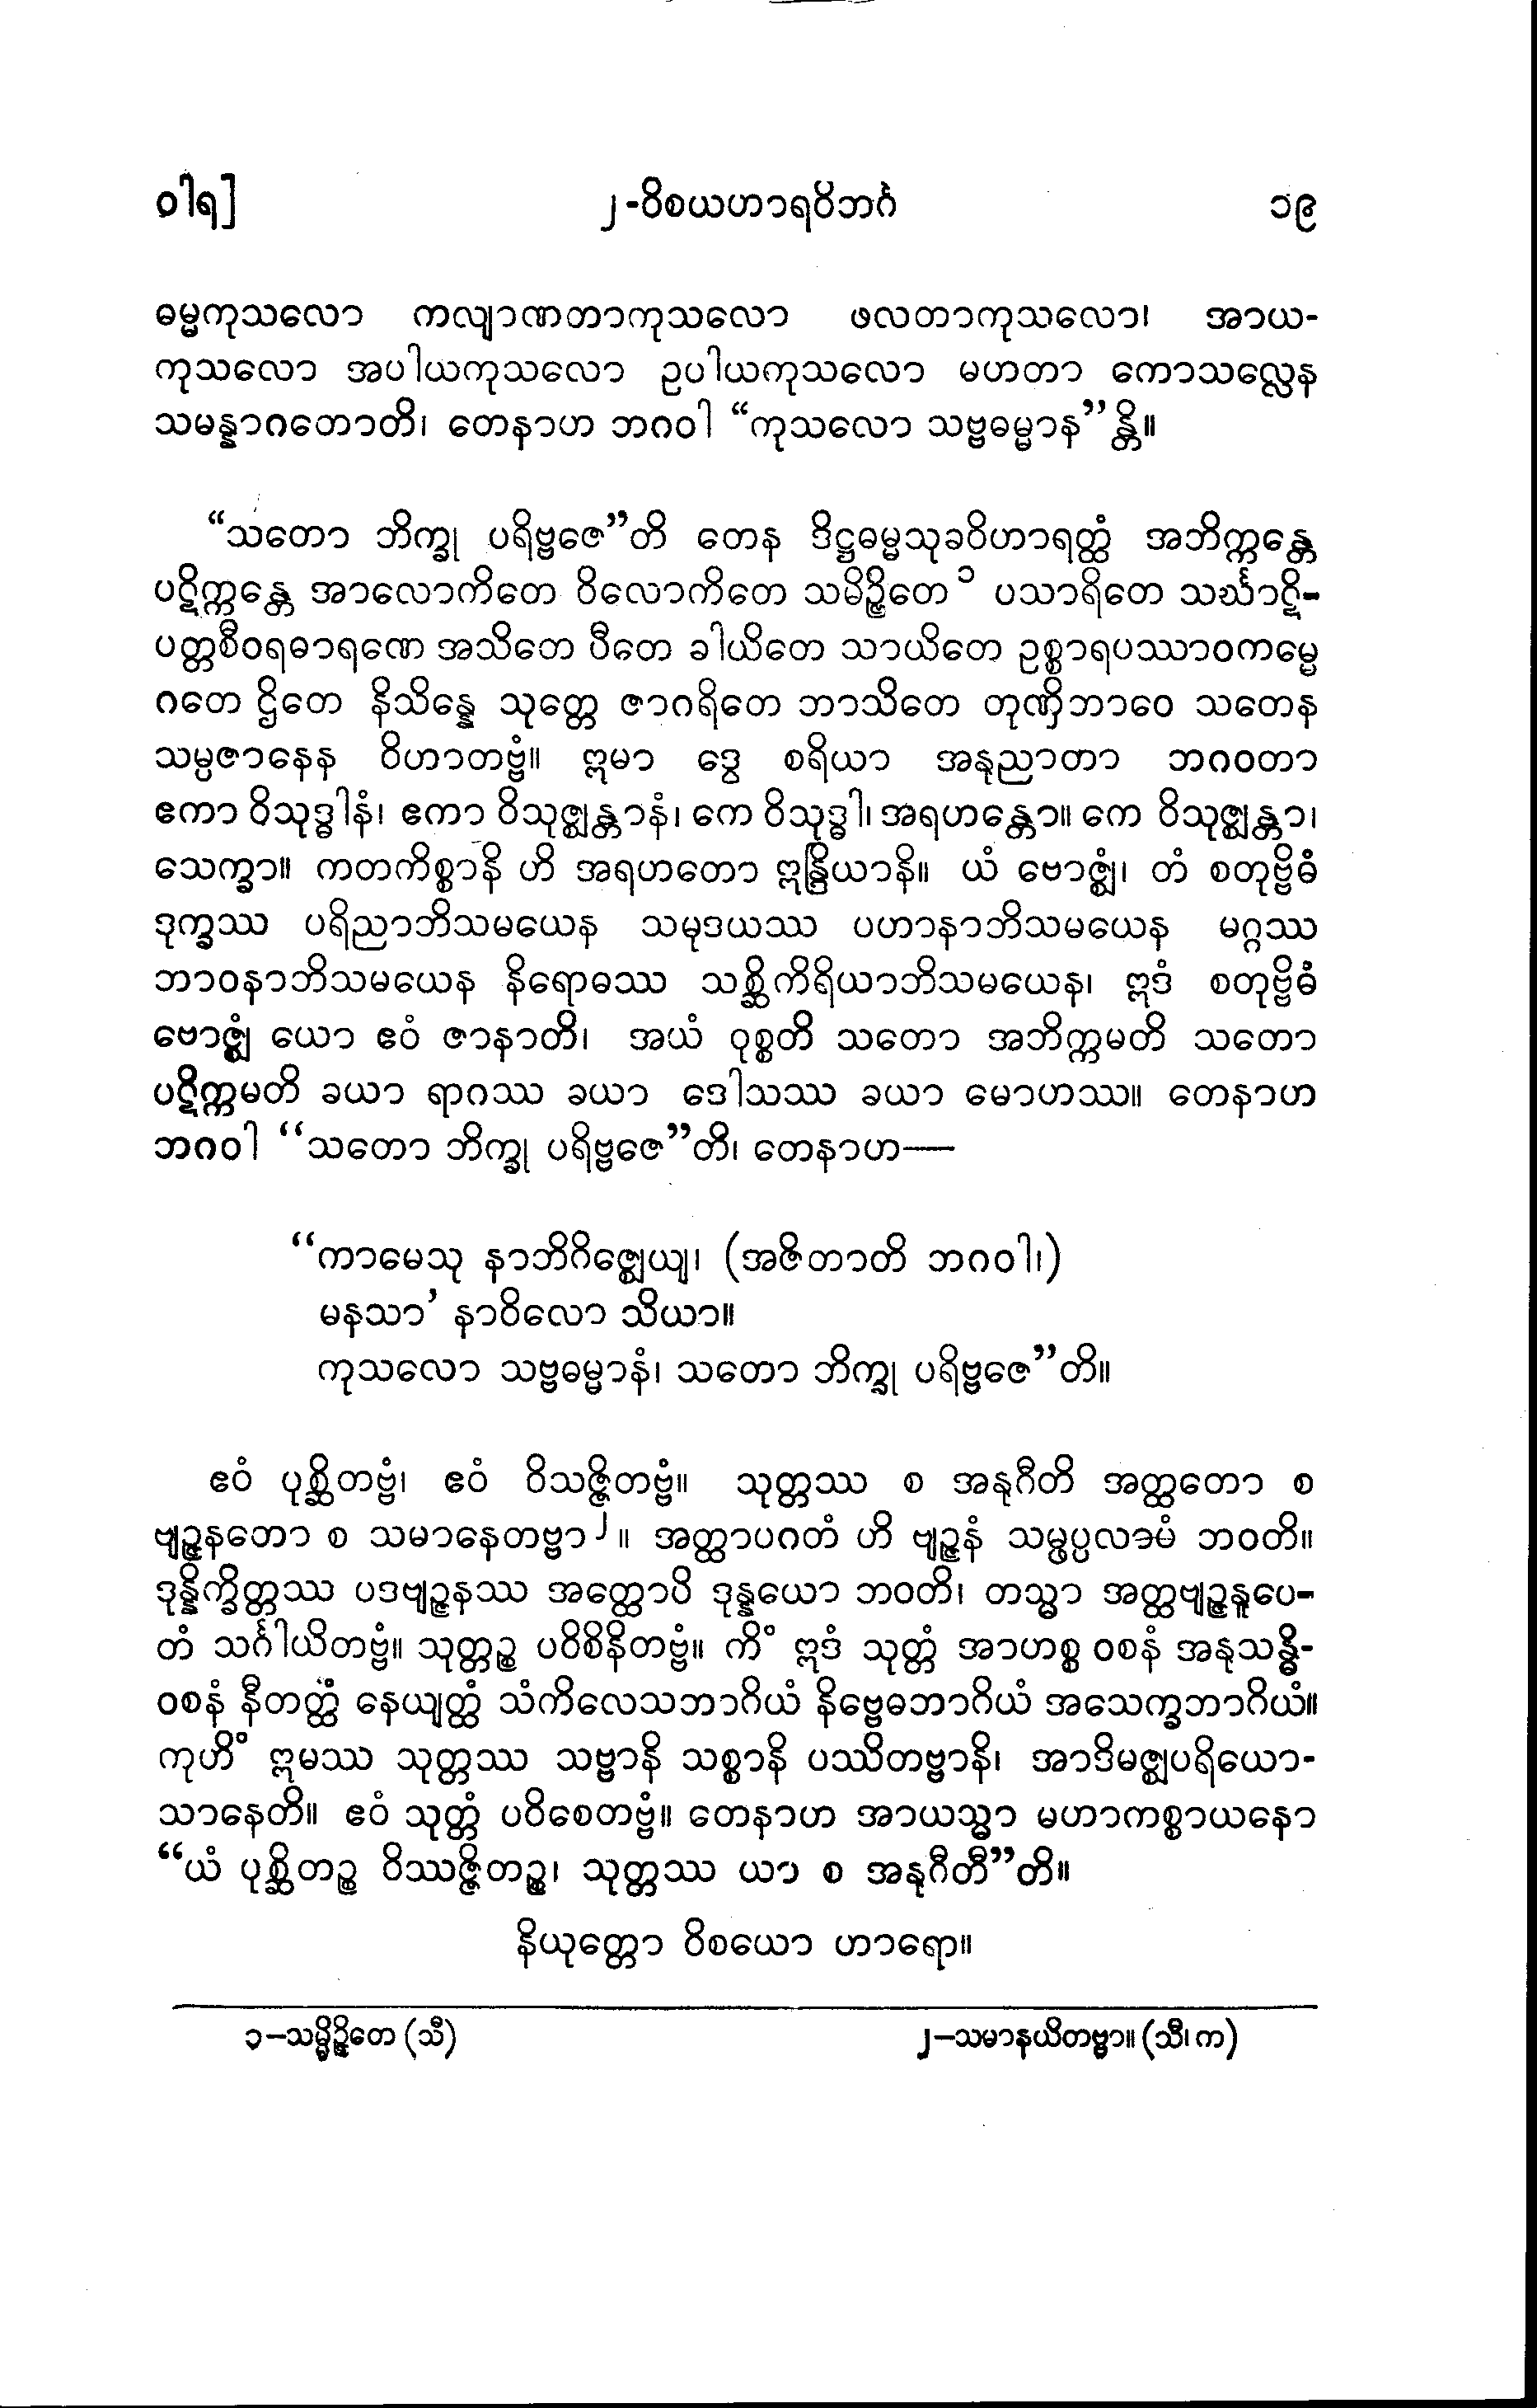 ဝါရ] ၂-ဝိစယဟာရဝိဘင်္ဂ ၁၉
ဓမ္မကုသလော ကလျာဏတာကုသလော ဖလတာကုသလော၊ အာယ-
ကုသလော အပါယကုသလော ဥပါယကုသလော မဟတာ ကောသလ္လေန
သမန္နာဂတောတိ၊ တေနာဟ ဘဂဝါ “ကုသလော သဗ္ဗဓမ္မာန”န္တိ။
“သတော ဘိက္ခု ပရိဗ္ဗဇေ”တိ တေန ဒိဋ္ဌဓမ္မသုခဝိဟာရတ္ထံ အဘိက္ကန္တေ
ပဋိက္ကန္တေ အာလောကိတေ ဝိလောကိတေ သမိဉ္ဇိတေ ၁ ပသာရိတေ သင်္ဃာဋိ-
ပတ္တစီဝရဓာရဏေ အသိတေ ပီတေ ခါယိတေ သာယိတေ ဥစ္စာရပဿာဝကမ္မေ
ဂတေ ဌိတေ နိသိန္နေ သုတ္တေ ဇာဂရိတေ ဘာသိတေ တုဏှိဘာဝေ သတေန
သမ္ပဇာနေန ဝိဟာတဗ္ဗံ။ ဣမာ ဒွေ စရိယာ အနုညာတာ ဘဂဝတာ
ဧကာ ဝိသုဒ္ဓါနံ၊ ဧကာ ဝိသုဇ္ဈန္တာနံ၊ ကေ ဝိသုဒ္ဓါ၊ အရဟန္တော။ ကေ ဝိသုဇ္ဈန္တာ၊
သေက္ခာ။ ကတကိစ္စာနိ ဟိ အရဟတော ဣန္ဒြိယာနိ။ ယံ ဗောဇ္ဈံ၊ တံ စတုဗ္ဗိဓံ
ဒုက္ခဿ ပရိညာဘိသမယေန သမုဒယဿ ပဟာနာဘိသမယေန မဂ္ဂဿ
ဘာဝနာဘိသမယေန နိရောဓဿ သစ္ဆိကိရိယာဘိသမယေန၊ ဣဒံ စတုဗ္ဗိဓံ
ဗောဇ္ဈံ ယော ဧဝံ ဇာနာတိ၊ အယံ ဝုစ္စတိ သတော အဘိက္ကမတိ သတော
ပဋိက္ကမတိ ခယာ ရာဂဿ ခယာ ဒေါသဿ ခယာ မောဟဿ။ တေနာဟ
ဘဂဝါ “သတော ဘိက္ခု ပရိဗ္ဗဇေ”တိ၊ တေနာဟ—
“ကာမေသု နာဘိဂိဇ္ဈေယျ၊ (အဇိတာတိ ဘဂဝါ၊)
မနသာ’ နာဝိလော သိယာ။
ကုသလော သဗ္ဗဓမ္မာနံ၊ သတော ဘိက္ခု ပရိဗ္ဗဇေ”တိ။
ဧဝံ ပုစ္ဆိတဗ္ဗံ၊ ဧဝံ ဝိသဇ္ဇိတဗ္ဗံ။ သုတ္တဿ စ အနုဂီတိ အတ္ထတော စ
ဗျဉ္ဇနတော စ သမာနေတဗ္ဗာ ၂ ။ အတ္ထာပဂတံ ဟိ ဗျဉ္ဇနံ သမ္ဖပ္ပလာပံ ဘဝတိ။
ဒုန္နိက္ခိတ္တဿ ပဒဗျဉ္ဇနဿ အတ္ထောပိ ဒုန္နယော ဘဝတိ၊ တသ္မာ အတ္ထဗျဉ္ဇနူပေ-
တံ သင်္ဂါယိတဗ္ဗံ။ သုတ္တဉ္စ ပဝိစိနိတဗ္ဗံ။ ကိံ ဣဒံ သုတ္တံ အာဟစ္စ ဝစနံ အနုသန္ဓိ-
ဝစနံ နီတတ္ထံ နေယျတ္ထံ သံကိလေသဘာဂိယံ နိဗ္ဗေဓဘာဂိယံ အသေက္ခဘာဂိယံ။
ကုဟိံ ဣမဿ သုတ္တဿ သဗ္ဗာနိ သစ္စာနိ ပဿိတဗ္ဗာနိ၊ အာဒိမဇ္ဈပရိယော-
သာနေတိ။ ဧဝံ သုတ္တံ ပဝိစေတဗ္ဗံ။ တေနာဟ အာယသ္မာ မဟာကစ္စာယနော
“ယံ ပုစ္ဆိတဉ္စ ဝိဿဇ္ဇိတဉ္စ၊ သုတ္တဿ ယာ စ အနုဂီတီ”တိ။
နိယုတ္တော ဝိစယော ဟာရော။
၁–သမ္မိဉ္ဇိတေ (သီ) ၂–သမာနယိတဗ္ဗာ။ (သီ၊ က)